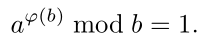 a^{φ(b)} mod b = 1.